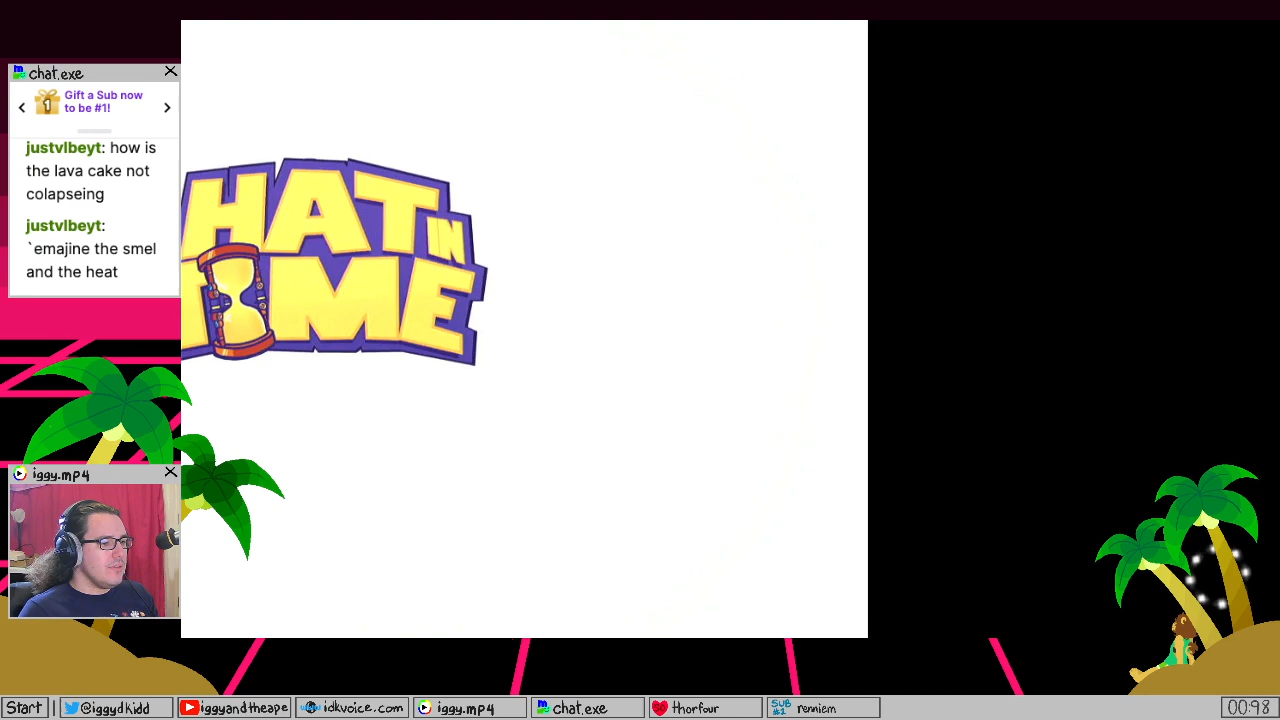 chat.exe
Gift a Sub now
to be #1!
1
justvlbeyt: how is
the lava cake not
colapseing
justvlbeyt:
`emajine the smel
and the heat
HAT IN
TIME
iggy.mp4
Start | @iggydkidd iggyandtheape idkvoice.com iggy.mp4 chat.exe thorfour SUB #1 renniem 00:98